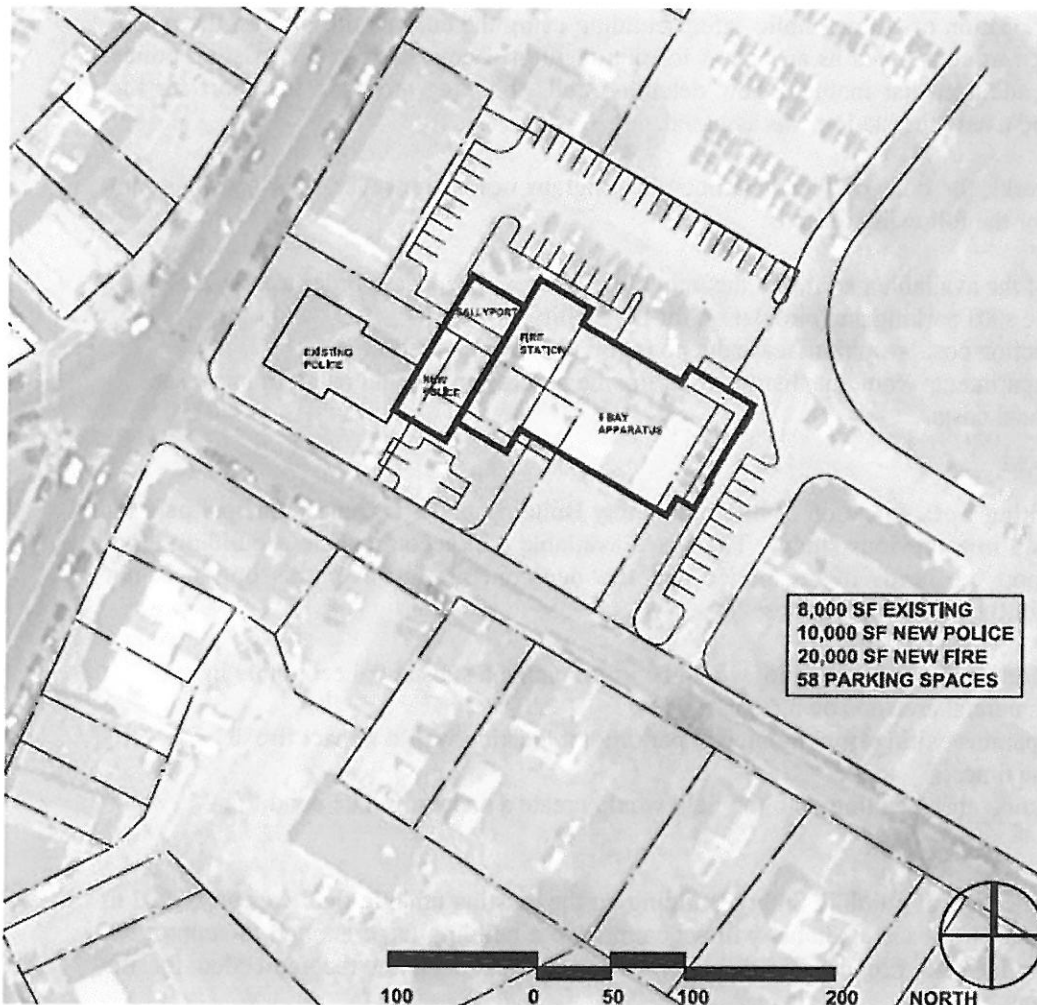 SALLYPORT
FIRE
STATION
EXISTING
POLICE
NEW
POLICE
APPARATUS
8,000 SF EXISTING
10,000 SF NEW POLICE
20,000 SF NEW FIRE
58 PARKING SPACES
100 0 50 100 200 NORTH